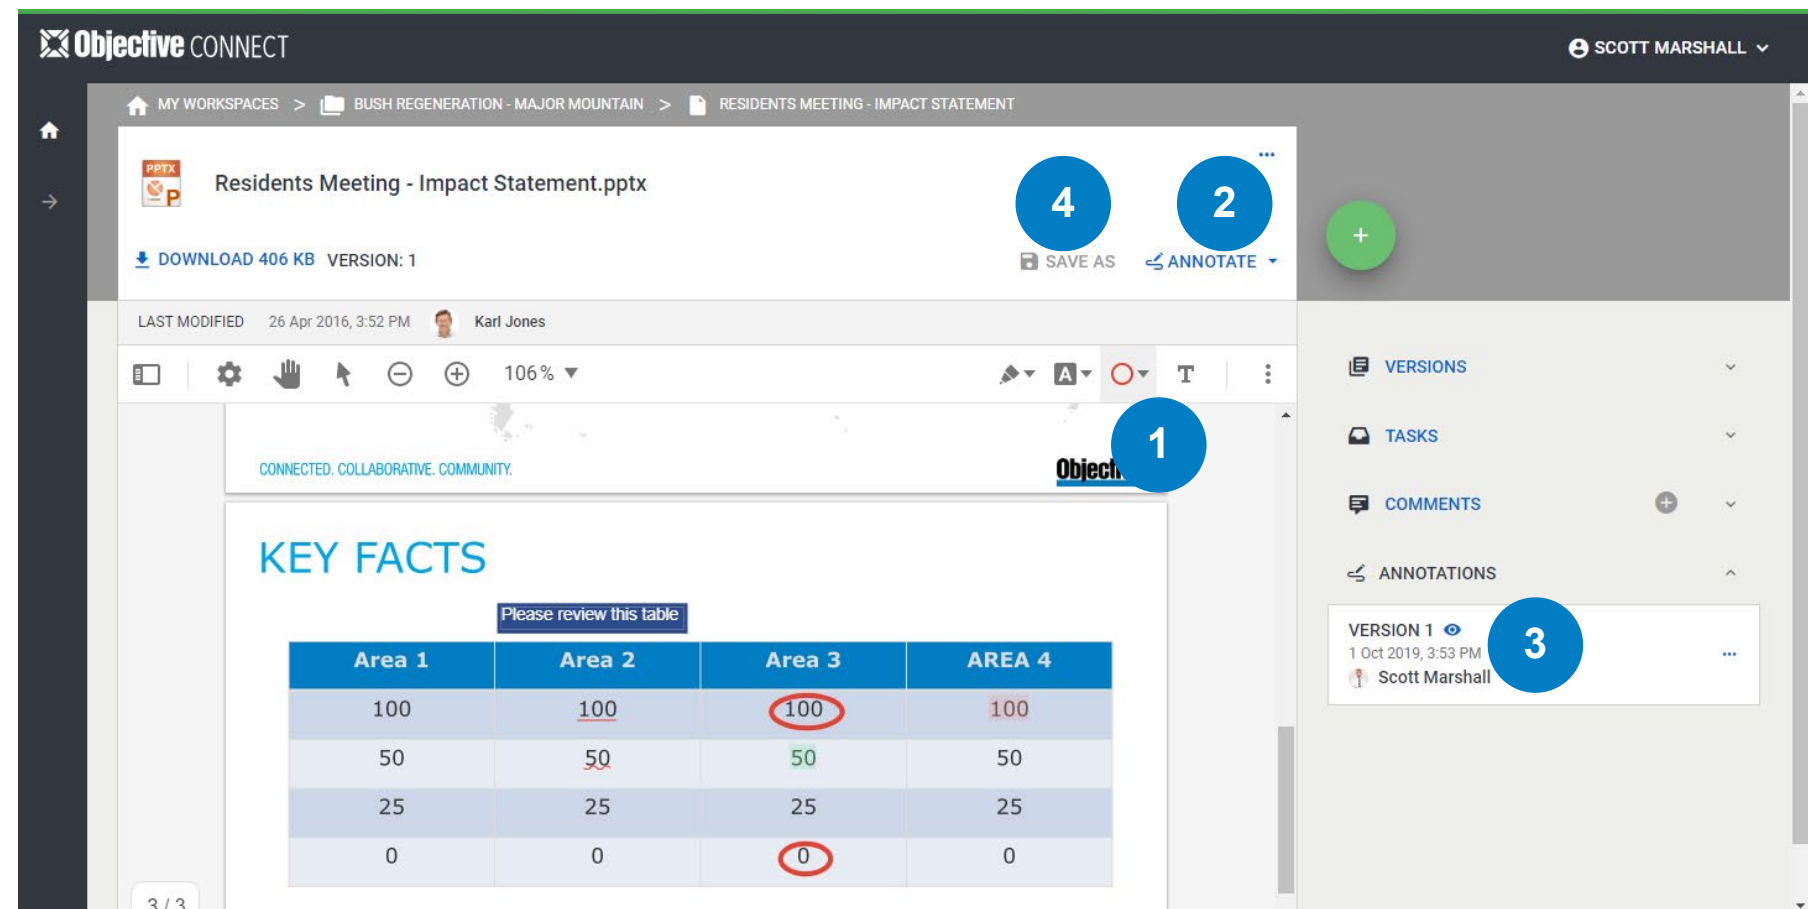 Objective CONNECT
SCOTT MARSHALL
MY WORKSPACES > BUSH REGENERATION - MAJOR MOUNTAIN > RESIDENTS MEETING - IMPACT STATEMENT
PPTX
P
Residents Meeting - Impact Statement.pptx
4
2
+
DOWNLOAD 406 KB VERSION: 1
SAVE AS
ANNOTATE
LAST MODIFIED 26 Apr 2016, 3:52 PM Karl Jones
106%
A
T
1
CONNECTED. COLLABORATIVE. COMMUNITY.
KEY FACTS
Please review this table
Area 1 Area 2 Area 3 AREA 4
100 100 100 100
50 50 50 50
25 25 25 25
0 0 0 0
3 / 3
VERSIONS
TASKS
COMMENTS
ANNOTATIONS
VERSION 1
1 Oct 2019, 3:53 PM
Scott Marshall
3